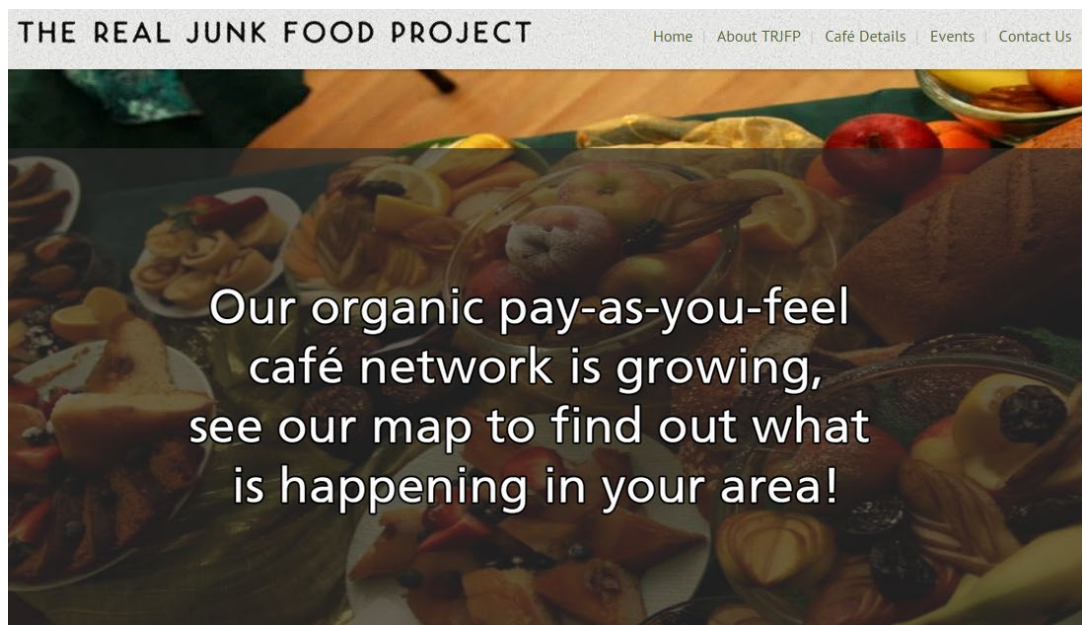 THE REAL JUNK FOOD PROJECT
Home | About TRJFP | Café Details | Events | Contact Us
Our organic pay-as-you-feel
café network is growing,
see our map to find out what
is happening in your area!